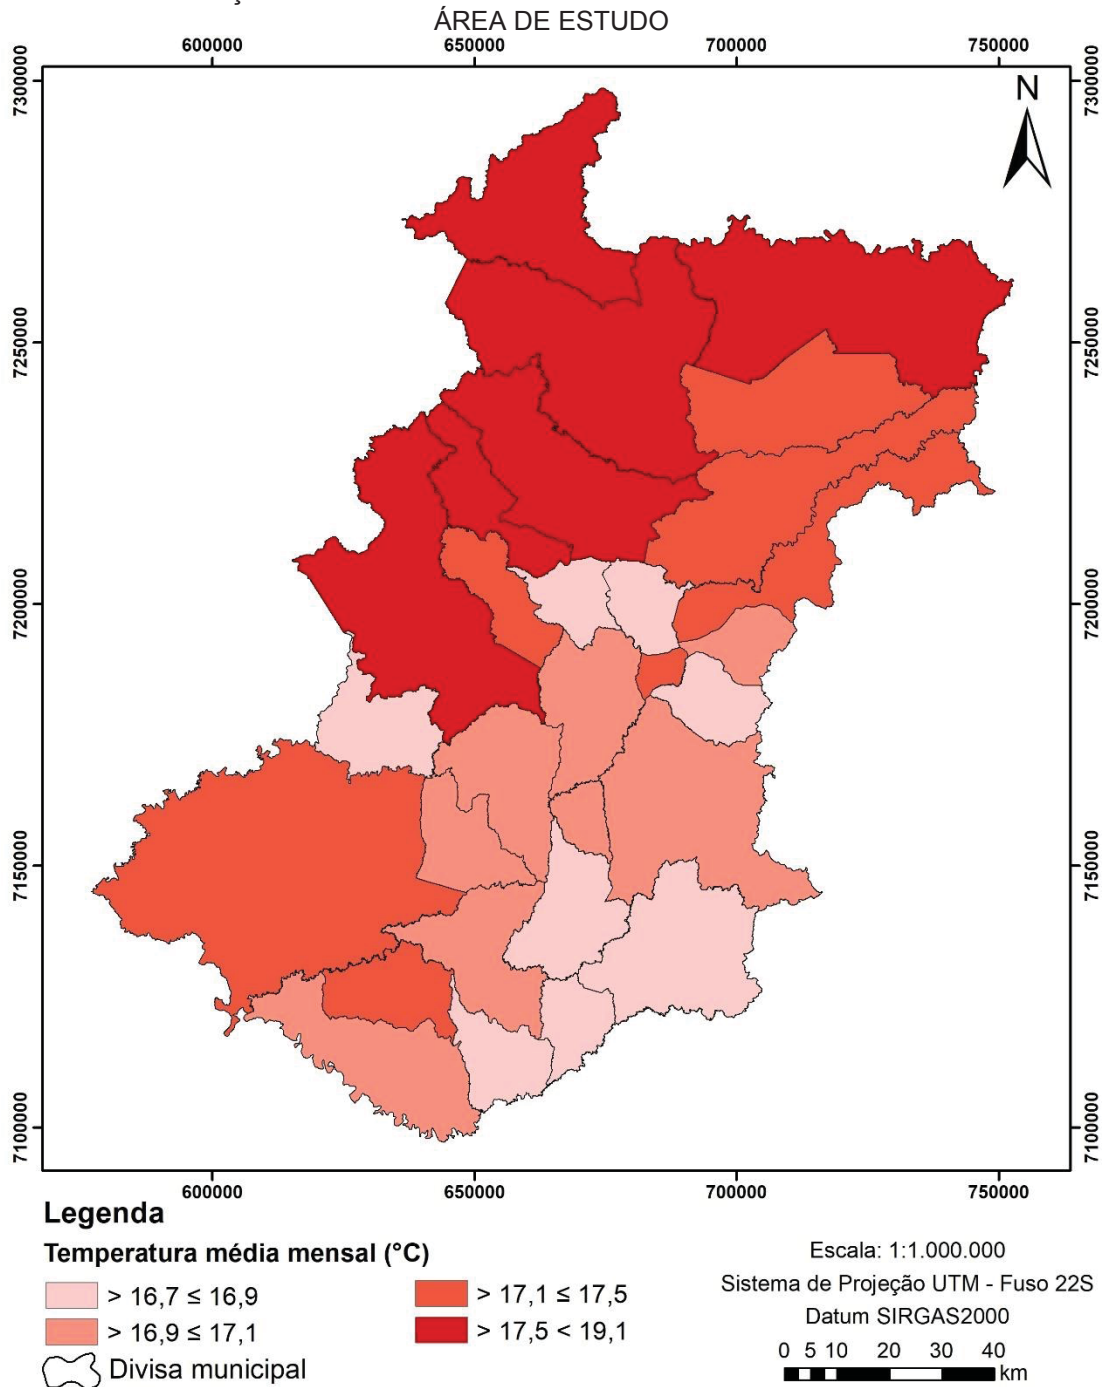 ÁREA DE ESTUDO
600000 650000 700000 750000
7300000 7300000
N
7250000 7250000
7200000 7200000
7150000 7150000
7100000 7100000
600000 650000 700000 750000
Legenda
Temperatura média mensal (°C)
> 16,7 ≤ 16,9
> 16,9 ≤ 17,1
> 17,1 ≤ 17,5
> 17,5 < 19,1
Divisa municipal
Escala: 1:1.000.000
Sistema de Projeção UTM - Fuso 22S
Datum SIRGAS2000
0 5 10 20 30 40
km